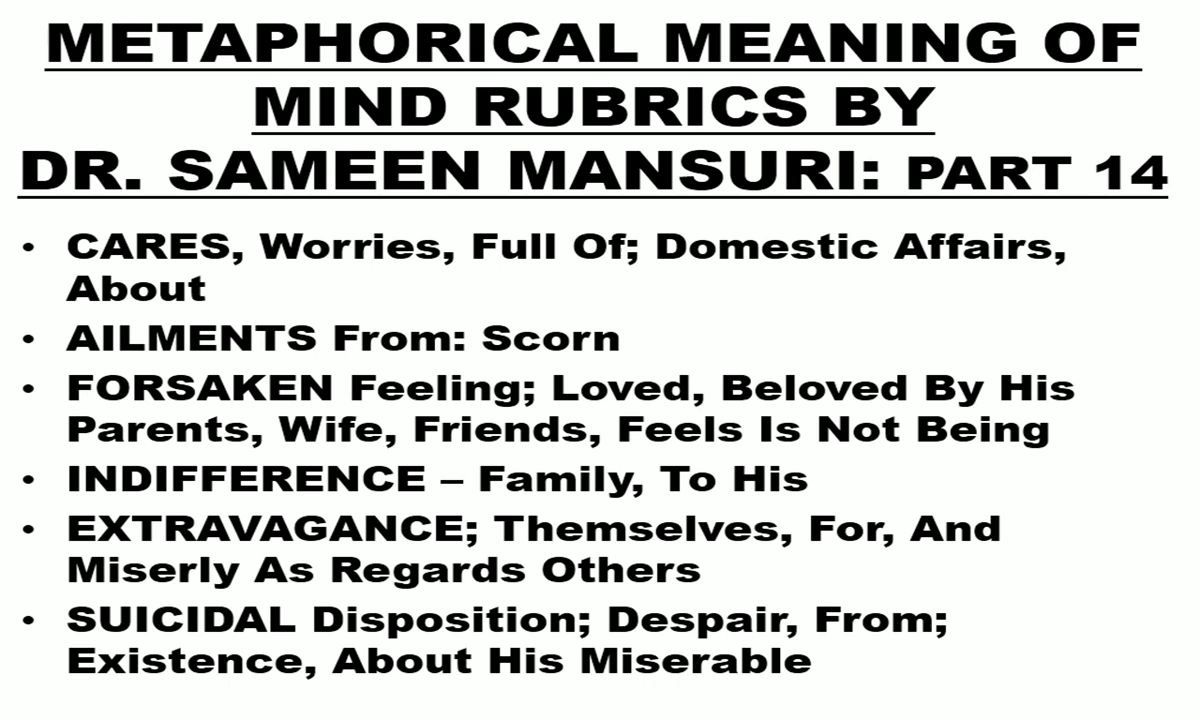 METAPHORICAL MEANING OF
MIND RUBRICS BY
DR. SAMEEN MANSURI: PART 14
• CARES, Worries, Full Of; Domestic Affairs,
About
• AILMENTS From: Scorn
• FORSAKEN Feeling; Loved, Beloved By His
Parents, Wife, Friends, Feels Is Not Being
• INDIFFERENCE – Family, To His
• EXTRAVAGANCE; Themselves, For, And
Miserly As Regards Others
• SUICIDAL Disposition; Despair, From;
Existence, About His Miserable